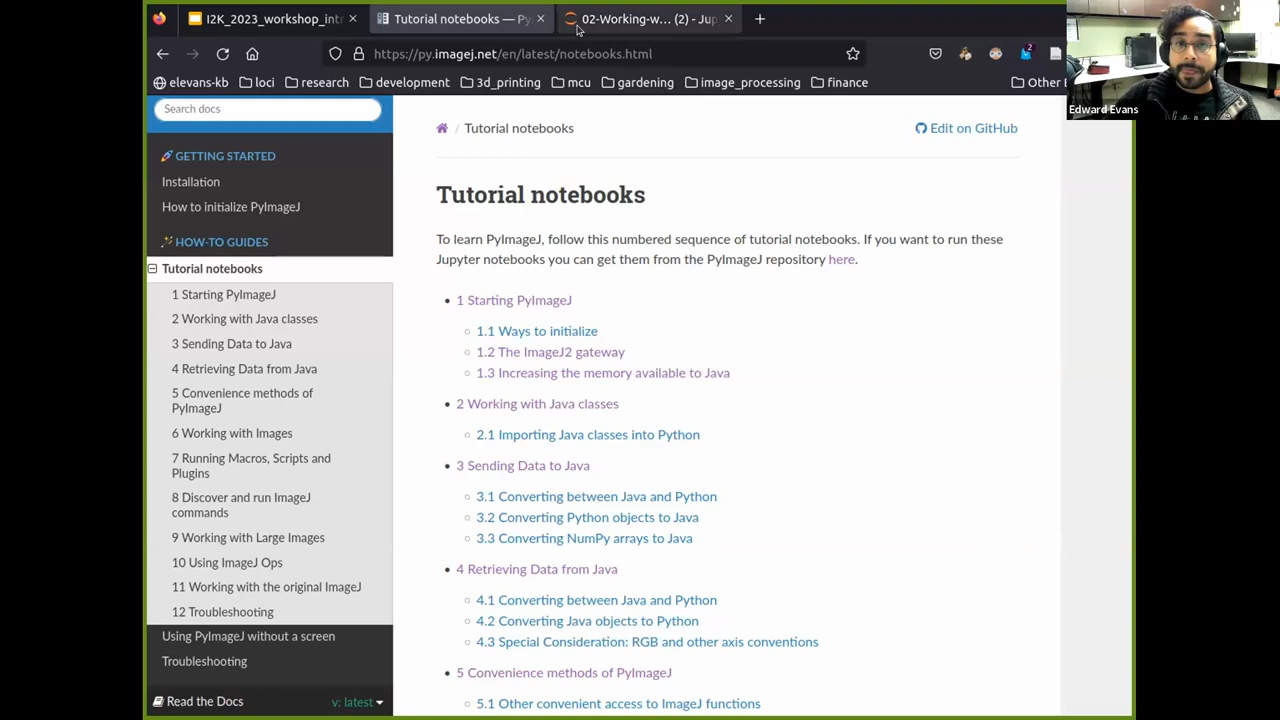 I2K_2023_workshop_intr
Tutorial notebooks — Py
02-Working-w... (2) - Jup
https://py.imagej.net/en/latest/notebooks.html
2
elevans-kb
loci
research
development
3d_printing
mcu
gardening
image_processing
finance
Other
Edward Evans
Search docs
🚀 GETTING STARTED
Installation
How to initialize PyImageJ
🪄 HOW-TO GUIDES
Tutorial notebooks
1 Starting PyImageJ
2 Working with Java classes
3 Sending Data to Java
4 Retrieving Data from Java
5 Convenience methods of
PyImageJ
6 Working with Images
7 Running Macros, Scripts and
Plugins
8 Discover and run ImageJ
commands
9 Working with Large Images
10 Using ImageJ Ops
11 Working with the original ImageJ
12 Troubleshooting
Using PyImageJ without a screen
Troubleshooting
Read the Docs
v: latest
/ Tutorial notebooks
Edit on GitHub
Tutorial notebooks
To learn PyImageJ, follow this numbered sequence of tutorial notebooks. If you want to run these
Jupyter notebooks you can get them from the PyImageJ repository here.
• 1 Starting PyImageJ
◦ 1.1 Ways to initialize
◦ 1.2 The ImageJ2 gateway
◦ 1.3 Increasing the memory available to Java
• 2 Working with Java classes
◦ 2.1 Importing Java classes into Python
• 3 Sending Data to Java
◦ 3.1 Converting between Java and Python
◦ 3.2 Converting Python objects to Java
◦ 3.3 Converting NumPy arrays to Java
• 4 Retrieving Data from Java
◦ 4.1 Converting between Java and Python
◦ 4.2 Converting Java objects to Python
◦ 4.3 Special Consideration: RGB and other axis conventions
• 5 Convenience methods of PyImageJ
◦ 5.1 Other convenient access to ImageJ functions